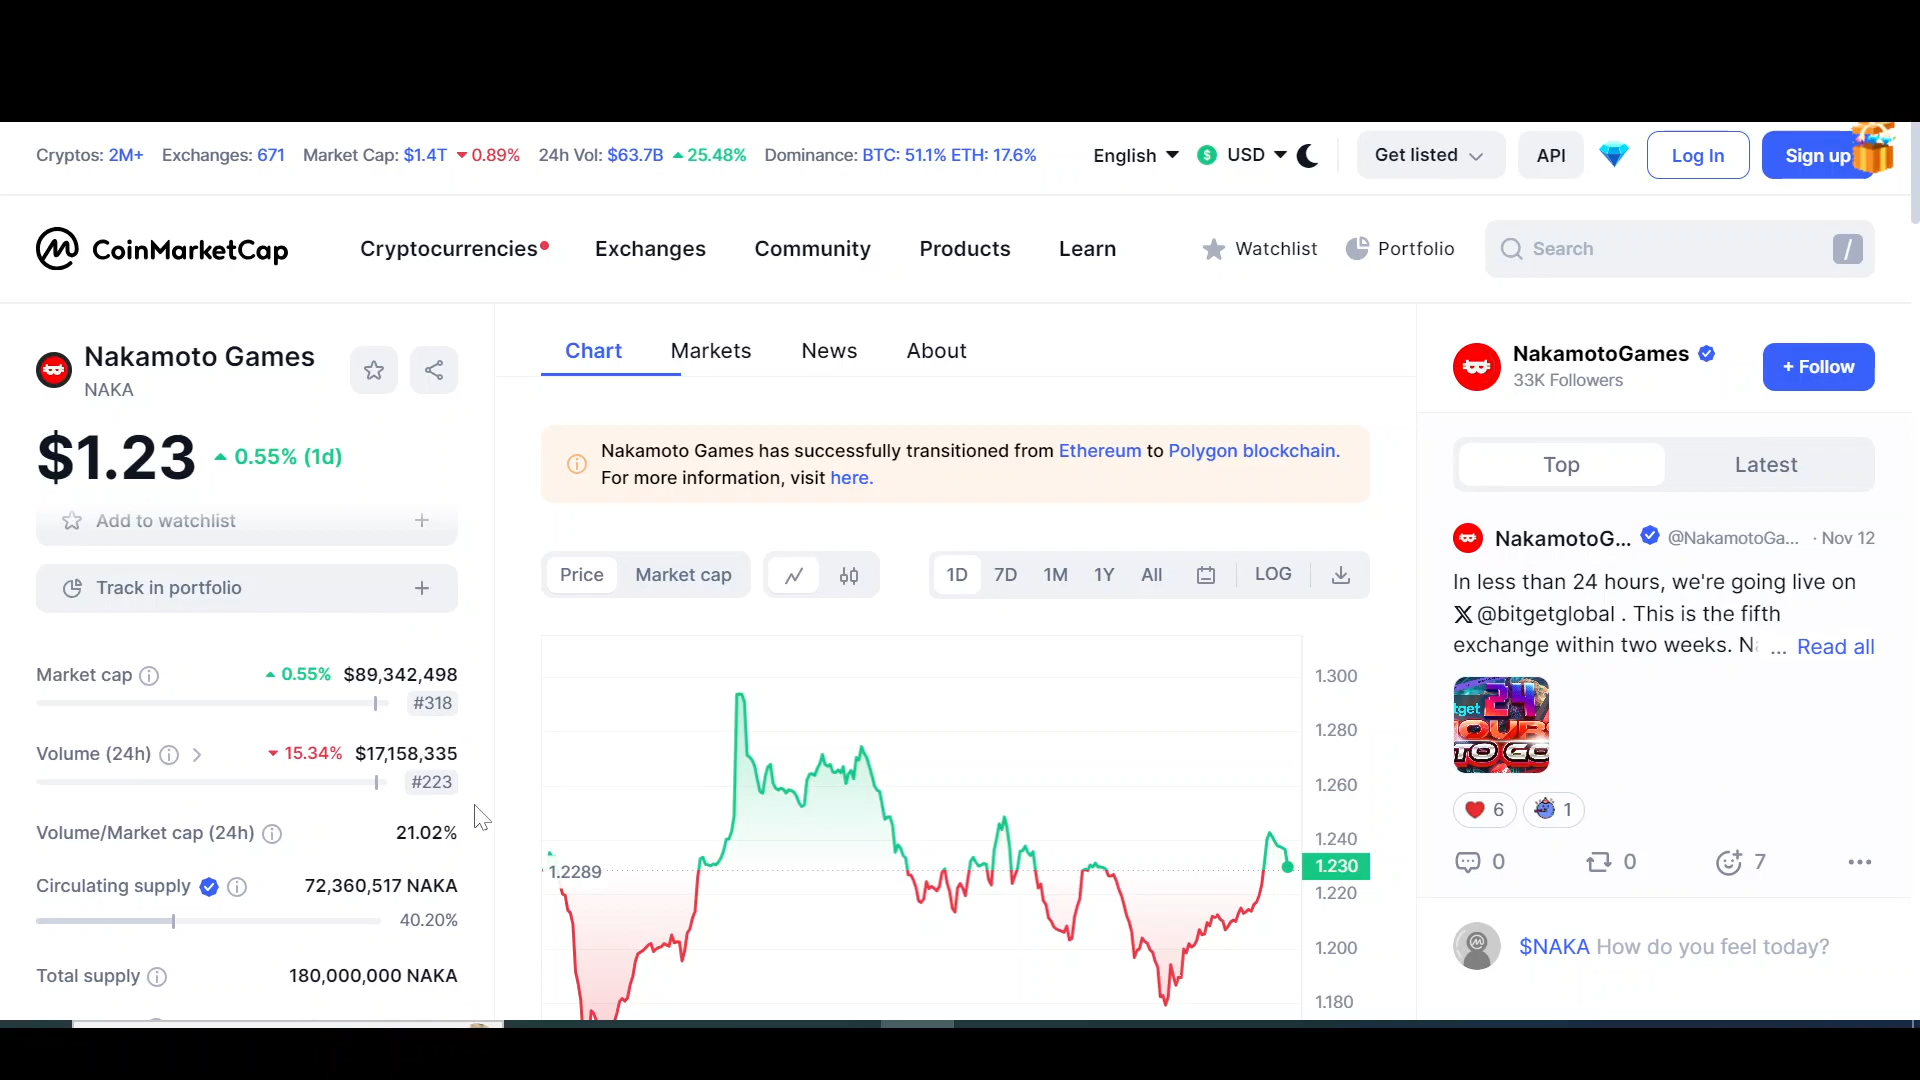 Cryptos: 2M+ Exchanges: 671 Market Cap: $1.4T 0.89% 24h Vol: $63.7B 25.48% Dominance: BTC: 51.1% ETH: 17.6% English USD Get listed API Log In Sign up
CoinMarketCap Cryptocurrencies Exchanges Community Products Learn Watchlist Portfolio Search /
Nakamoto Games
NAKA
$1.23 0.55% (1d)
Add to watchlist +
Track in portfolio +
Market cap 0.55% $89,342,498
#318
Volume (24h) 15.34% $17,158,335
#223
Volume/Market cap (24h) 21.02%
Circulating supply 72,360,517 NAKA
40.20%
Total supply 180,000,000 NAKA
Chart Markets News About
Nakamoto Games has successfully transitioned from Ethereum to Polygon blockchain.
For more information, visit here.
Price Market cap 1D 7D 1M 1Y All LOG
1.300
1.280
1.260
1.240
1.2289 1.230
1.220
1.200
1.180
NakamotoGames
33K Followers
+ Follow
Top Latest
NakamotoG... @NakamotoGa... · Nov 12
In less than 24 hours, we're going live on
X @bitgetglobal . This is the fifth
exchange within two weeks. ... Read all
24
HOURS
TO GO
6 1
0 0 7
$NAKA How do you feel today?